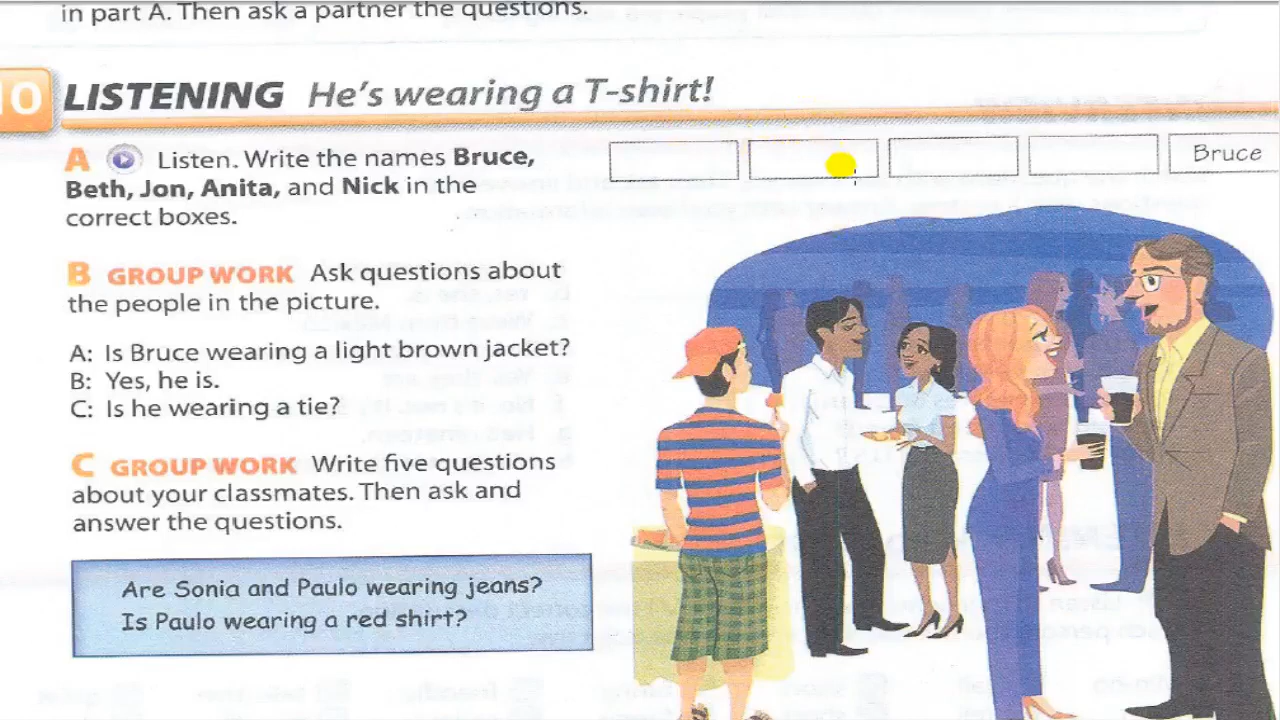 in part A. Then ask a partner the questions.
10 LISTENING He's wearing a T-shirt!
A Listen. Write the names Bruce,
Beth, Jon, Anita, and Nick in the
correct boxes.
Bruce
B GROUP WORK Ask questions about
the people in the picture.
A: Is Bruce wearing a light brown jacket?
B: Yes, he is.
C: Is he wearing a tie?
C GROUP WORK Write five questions
about your classmates. Then ask and
answer the questions.
Are Sonia and Paulo wearing jeans?
Is Paulo wearing a red shirt?